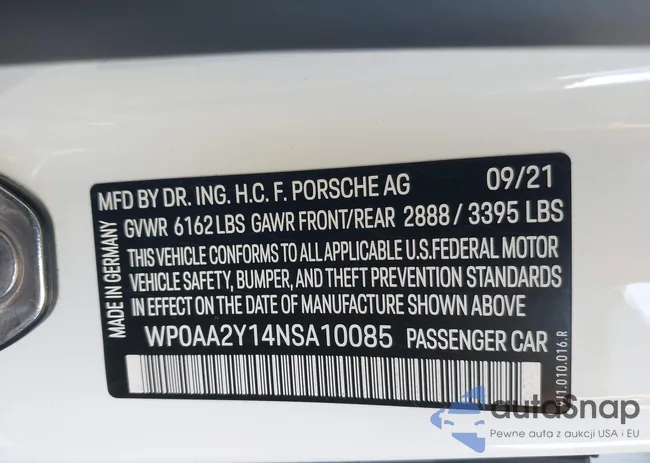 MFD BY DR. ING. H.C. F. PORSCHE AG 09/21
GVWR 6162 LBS GAWR FRONT/REAR 2888 / 3395 LBS
THIS VEHICLE CONFORMS TO ALL APPLICABLE U.S. FEDERAL MOTOR
VEHICLE SAFETY, BUMPER, AND THEFT PREVENTION STANDARDS
IN EFFECT ON THE DATE OF MANUFACTURE SHOWN ABOVE
WP0AA2Y14NSA10085 PASSENGER CAR
MADE IN GERMANY
autoSnap
Pewne auta z aukcji USA i EU